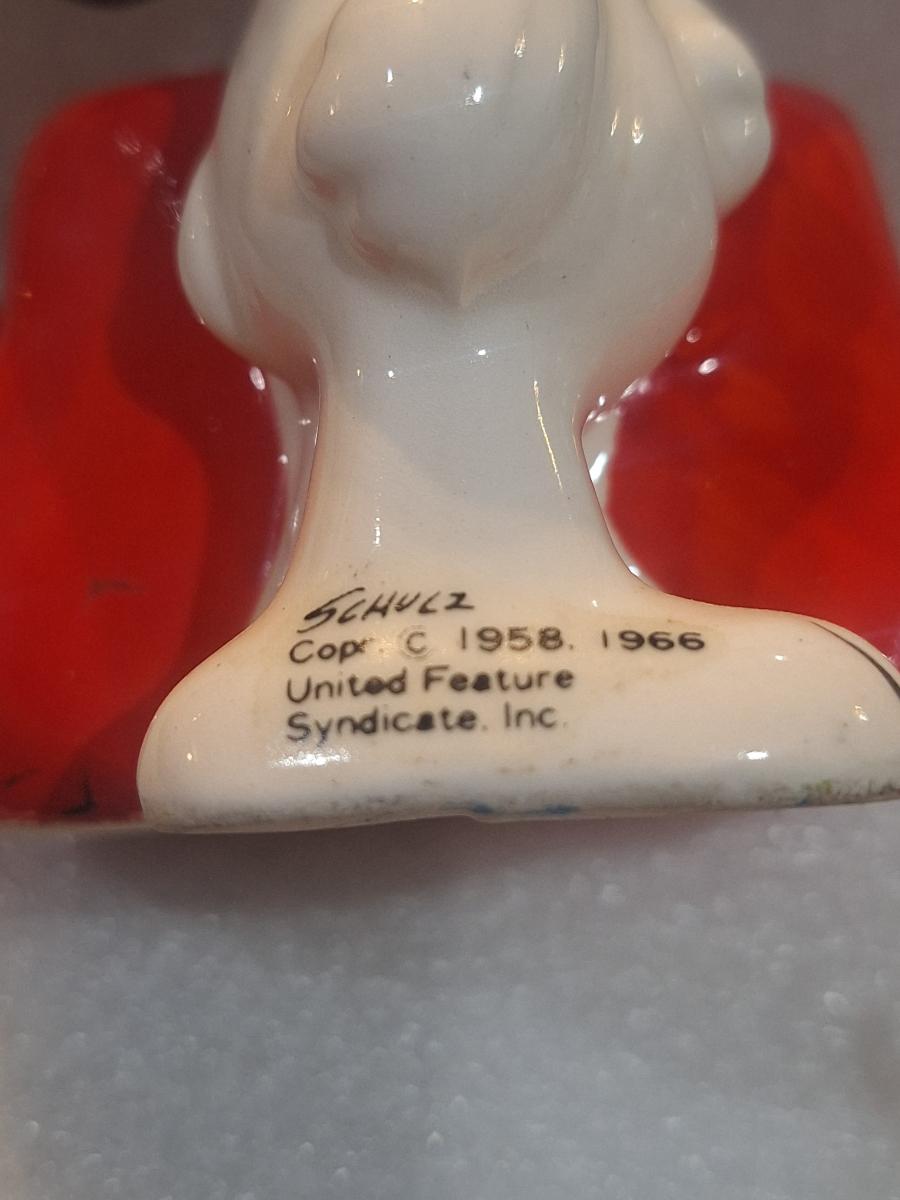 SCHULZ
Copr. © 1958, 1966
United Feature
Syndicate, Inc.